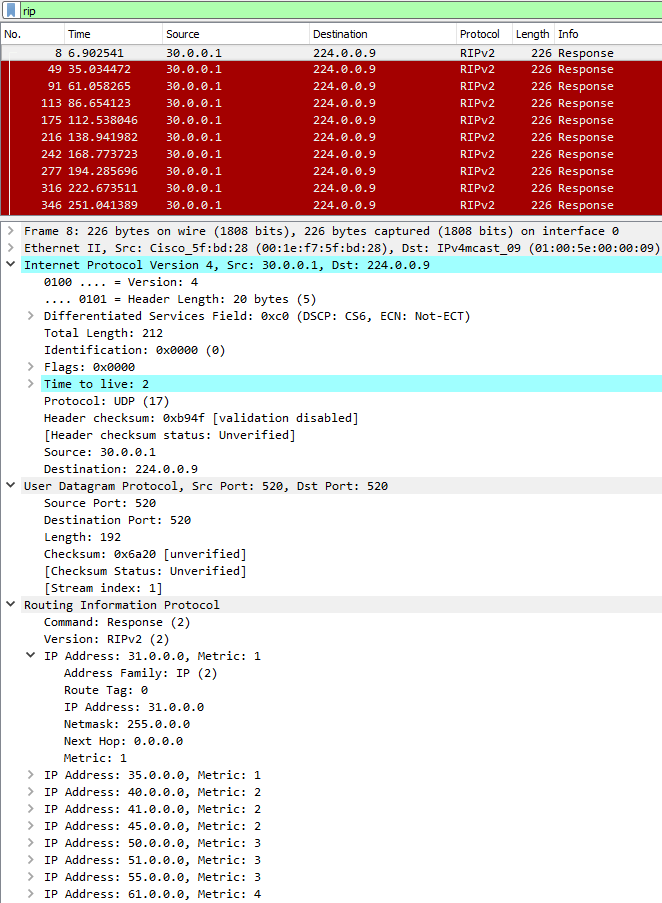 rip
No. Time Source Destination Protocol Length Info
8 6.902541 30.0.0.1 224.0.0.9 RIPv2 226 Response
49 35.034472 30.0.0.1 224.0.0.9 RIPv2 226 Response
91 61.058265 30.0.0.1 224.0.0.9 RIPv2 226 Response
113 86.654123 30.0.0.1 224.0.0.9 RIPv2 226 Response
175 112.538046 30.0.0.1 224.0.0.9 RIPv2 226 Response
216 138.941982 30.0.0.1 224.0.0.9 RIPv2 226 Response
242 168.773723 30.0.0.1 224.0.0.9 RIPv2 226 Response
277 194.285696 30.0.0.1 224.0.0.9 RIPv2 226 Response
316 222.673511 30.0.0.1 224.0.0.9 RIPv2 226 Response
346 251.041389 30.0.0.1 224.0.0.9 RIPv2 226 Response
Frame 8: 226 bytes on wire (1808 bits), 226 bytes captured (1808 bits) on interface 0
Ethernet II, Src: Cisco_5f:bd:28 (00:1e:f7:5f:bd:28), Dst: IPv4mcast_09 (01:00:5e:00:00:09)
Internet Protocol Version 4, Src: 30.0.0.1, Dst: 224.0.0.9
0100 .... = Version: 4
.... 0101 = Header Length: 20 bytes (5)
Differentiated Services Field: 0xc0 (DSCP: CS6, ECN: Not-ECT)
Total Length: 212
Identification: 0x0000 (0)
Flags: 0x0000
Time to live: 2
Protocol: UDP (17)
Header checksum: 0xb94f [validation disabled]
[Header checksum status: Unverified]
Source: 30.0.0.1
Destination: 224.0.0.9
User Datagram Protocol, Src Port: 520, Dst Port: 520
Source Port: 520
Destination Port: 520
Length: 192
Checksum: 0x6a20 [unverified]
[Checksum Status: Unverified]
[Stream index: 1]
Routing Information Protocol
Command: Response (2)
Version: RIPv2 (2)
IP Address: 31.0.0.0, Metric: 1
Address Family: IP (2)
Route Tag: 0
IP Address: 31.0.0.0
Netmask: 255.0.0.0
Next Hop: 0.0.0.0
Metric: 1
IP Address: 35.0.0.0, Metric: 1
IP Address: 40.0.0.0, Metric: 2
IP Address: 41.0.0.0, Metric: 2
IP Address: 45.0.0.0, Metric: 2
IP Address: 50.0.0.0, Metric: 3
IP Address: 51.0.0.0, Metric: 3
IP Address: 55.0.0.0, Metric: 3
IP Address: 61.0.0.0, Metric: 4